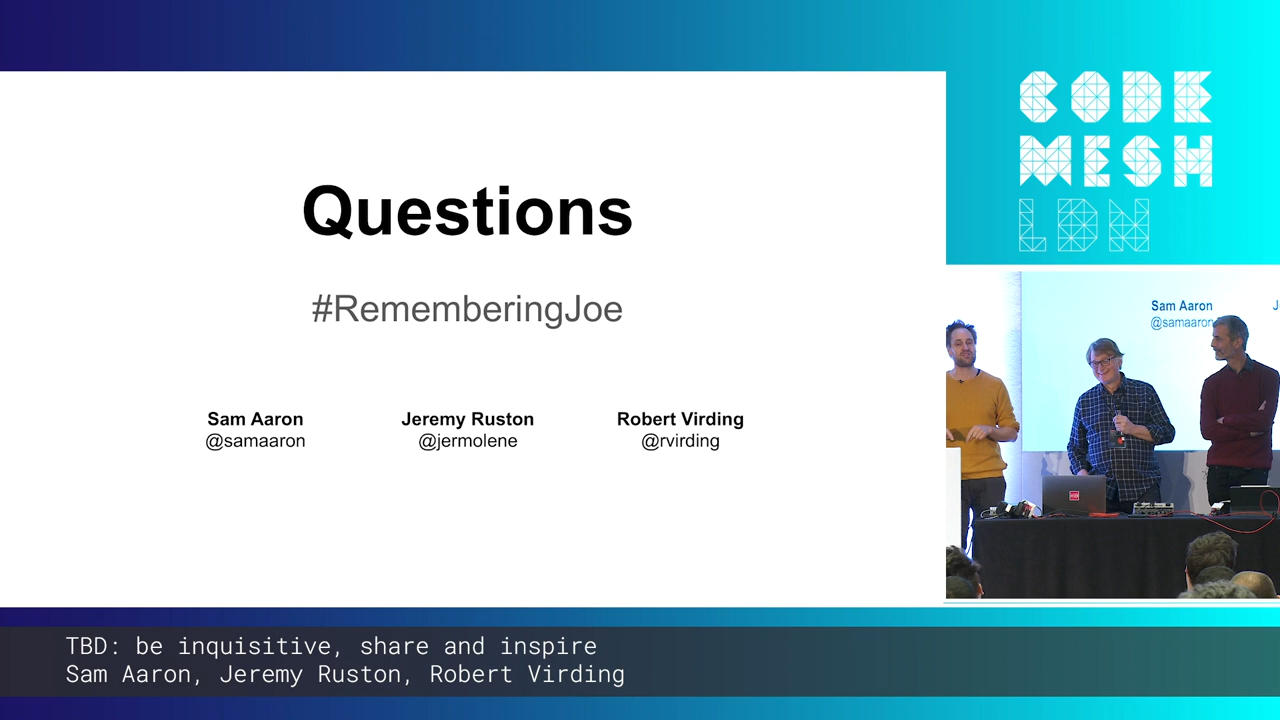 Questions
#RememberingJoe
Sam Aaron
@samaaron
Jeremy Ruston
@jermolene
Robert Virding
@rvirding
CODE
MESH
LDN
Sam Aaron
@samaaron
J
TBD: be inquisitive, share and inspire
Sam Aaron, Jeremy Ruston, Robert Virding